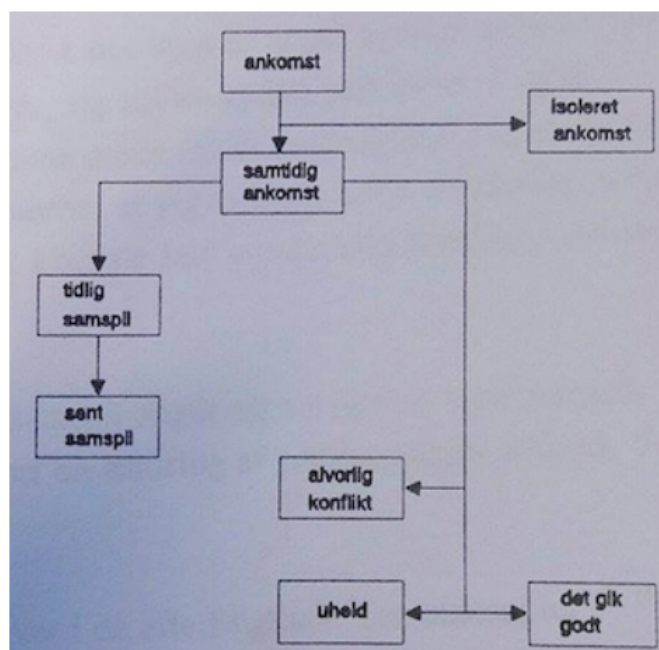 ankomst
isoleret
ankomst
samtidig
ankomst
tidlig
samspil
sent
samspil
alvorlig
konflikt
uheld
det gik
godt